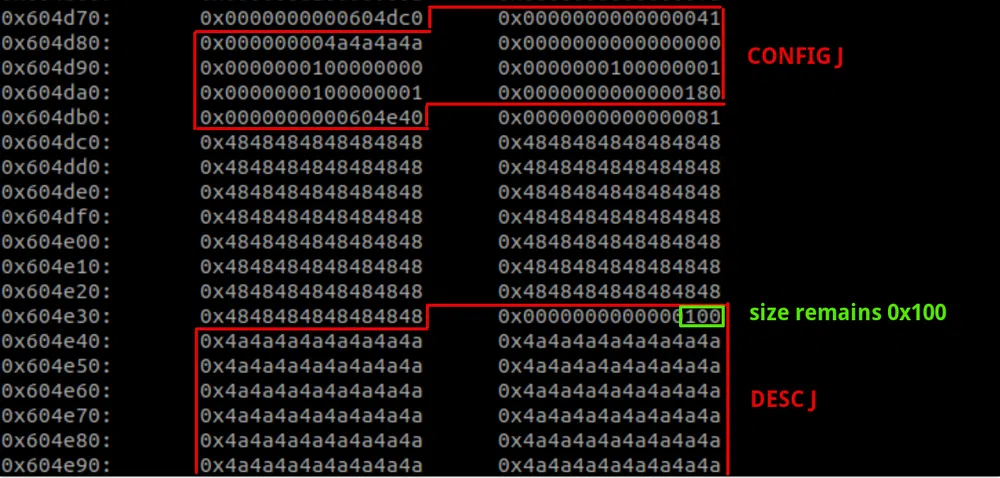 0x604d70: 0x0000000000604dc0 0x0000000000000041
0x604d80: 0x000000004a4a4a4a 0x0000000000000000
CONFIG J
0x604d90: 0x0000000100000000 0x0000000100000001
0x604da0: 0x0000000100000001 0x0000000000000180
0x604db0: 0x0000000000604e40 0x0000000000000081
0x604dc0: 0x4848484848484848 0x4848484848484848
0x604dd0: 0x4848484848484848 0x4848484848484848
0x604de0: 0x4848484848484848 0x4848484848484848
0x604df0: 0x4848484848484848 0x4848484848484848
0x604e00: 0x4848484848484848 0x4848484848484848
0x604e10: 0x4848484848484848 0x4848484848484848
0x604e20: 0x4848484848484848 0x4848484848484848
0x604e30: 0x4848484848484848 0x0000000000000100
size remains 0x100
0x604e40: 0x4a4a4a4a4a4a4a4a 0x4a4a4a4a4a4a4a4a
0x604e50: 0x4a4a4a4a4a4a4a4a 0x4a4a4a4a4a4a4a4a
0x604e60: 0x4a4a4a4a4a4a4a4a 0x4a4a4a4a4a4a4a4a
DESC J
0x604e70: 0x4a4a4a4a4a4a4a4a 0x4a4a4a4a4a4a4a4a
0x604e80: 0x4a4a4a4a4a4a4a4a 0x4a4a4a4a4a4a4a4a
0x604e90: 0x4a4a4a4a4a4a4a4a 0x4a4a4a4a4a4a4a4a